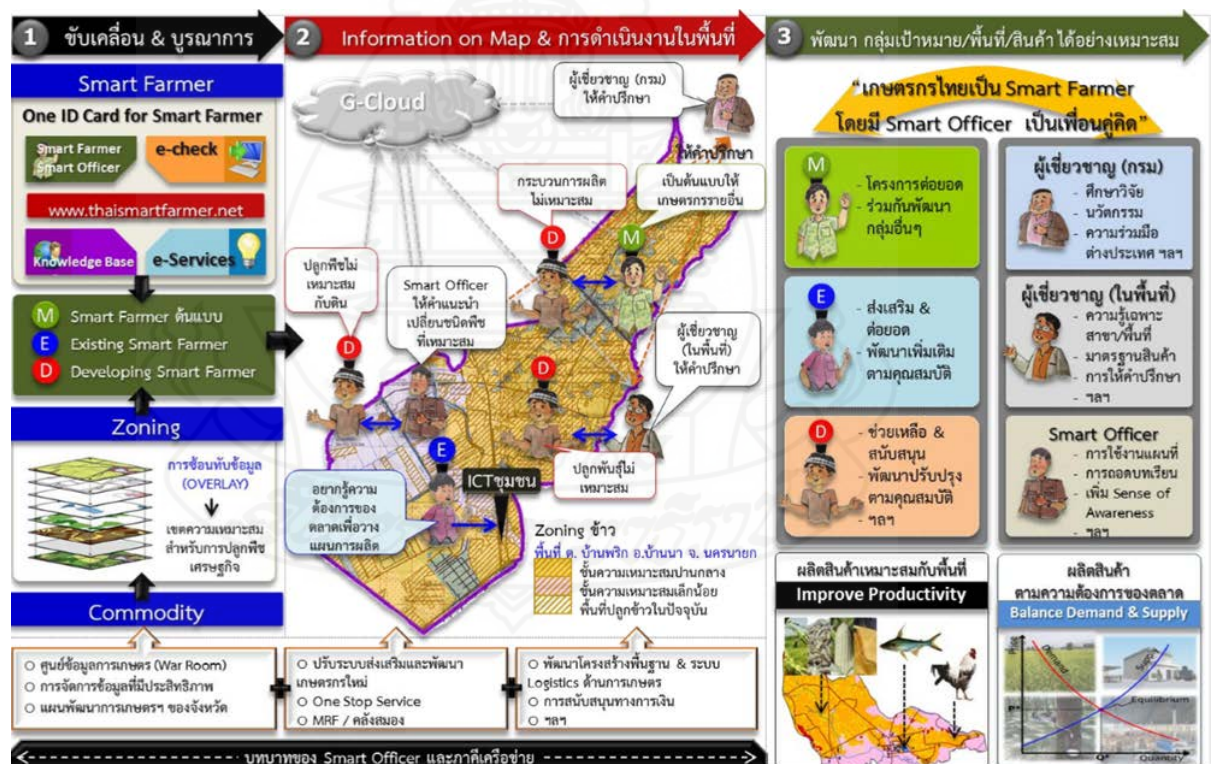 1 ขับเคลื่อน & บูรณาการ
2 Information on Map & การดำเนินงานในพื้นที่
3 พัฒนา กลุ่มเป้าหมาย/พื้นที่/สินค้า ได้อย่างเหมาะสม
Smart Farmer
One ID Card for Smart Farmer
Smart Farmer
Smart Officer
e-check
www.thaismartfarmer.net
Knowledge Base
e-Services
M Smart Farmer ต้นแบบ
E Existing Smart Farmer
D Developing Smart Farmer
Zoning
การซ้อนทับข้อมูล
(OVERLAY)
เขตความเหมาะสม
สำหรับการปลูกพืช
เศรษฐกิจ
Commodity
G-Cloud
ผู้เชี่ยวชาญ (กรม)
ให้คำปรึกษา
ให้คำปรึกษา
กระบวนการผลิต
ไม่เหมาะสม
เป็นต้นแบบให้
เกษตรกรรายอื่น
D
M
ปลูกพืชไม่
เหมาะสม
กับดิน
Smart Officer
ให้คำแนะนำ
เปลี่ยนชนิดพืช
ที่เหมาะสม
ผู้เชี่ยวชาญ
(ในพื้นที่)
ให้คำปรึกษา
D
D
E
ปลูกพันธุ์ไม่
เหมาะสม
ICTชุมชน
อยากรู้ความ
ต้องการของ
ตลาดเพื่อวาง
แผนการผลิต
Zoning ข้าว
พื้นที่ ต. บ้านพริก อ.บ้านนา จ. นครนายก
ชั้นความเหมาะสมปานกลาง
ชั้นความเหมาะสมเล็กน้อย
พื้นที่ปลูกข้าวในปัจจุบัน
"เกษตรกรไทยเป็น Smart Farmer
โดยมี Smart Officer เป็นเพื่อนคู่คิด"
M
- โครงการต่อยอด
- ร่วมกันพัฒนา
กลุ่มอื่นๆ
ผู้เชี่ยวชาญ (กรม)
- ศึกษาวิจัย
- นวัตกรรม
- ความร่วมมือ
ต่างประเทศ ฯลฯ
E
- ส่งเสริม &
ต่อยอด
- พัฒนาเพิ่มเติม
ตามคุณสมบัติ
ผู้เชี่ยวชาญ (ในพื้นที่)
- ความรู้เฉพาะ
สาขา/พื้นที่
- มาตรฐานสินค้า
- การให้คำปรึกษา
- ฯลฯ
D
- ช่วยเหลือ &
สนับสนุน
- พัฒนาปรับปรุง
ตามคุณสมบัติ
- ฯลฯ
Smart Officer
- การใช้งานแผนที่
- การถอดบทเรียน
- เพิ่ม Sense of
Awareness
- ฯลฯ
ผลิตสินค้าเหมาะสมกับพื้นที่
Improve Productivity
ผลิตสินค้า
ตามความต้องการของตลาด
Balance Demand & Supply
Demand
Equilibrium
Quantity
O ศูนย์ข้อมูลการเกษตร (War Room)
O การจัดการข้อมูลที่มีประสิทธิภาพ
O แผนพัฒนาการเกษตรฯ ของจังหวัด
O ปรับระบบส่งเสริมและพัฒนา
เกษตรกรใหม่
O One Stop Service
O MRF / คลังสมอง
O พัฒนาโครงสร้างพื้นฐาน & ระบบ
Logistics ด้านการเกษตร
O การสนับสนุนทางการเงิน
O ฯลฯ
บทบาทของ Smart Officer และภาคีเครือข่าย